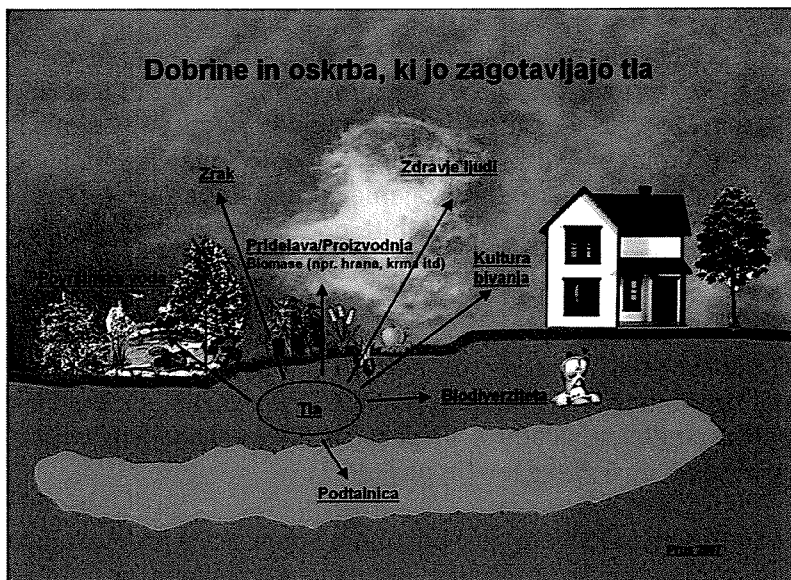 Dobrine in oskrba, ki jo zagotavljajo tla
Zrak
Zdravje ljudi
Pridelava/Proizvodnja
Biomase (npr. hrana, krma itd)
Kultura
bivanja
Površinska voda
Biodiverziteta
Tla
Podtalnica